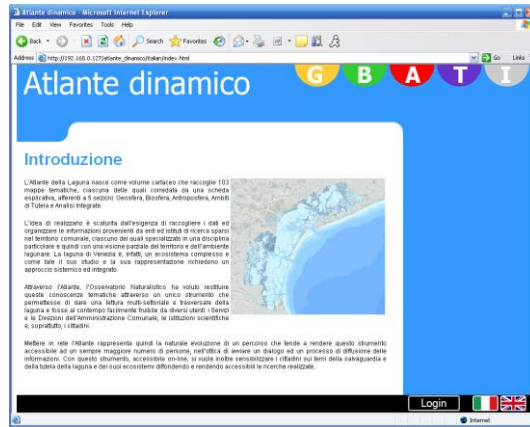 Atlante dinamico - Microsoft Internet Explorer
File Edit View Favorites Tools Help
Back Search Favorites
Address http://192.168.0.127/atlante_dinamico/italian/index.html Go Links
Atlante dinamico
G B A T I
Introduzione
L'Atlante della Laguna nasce come volume cartaceo che raccoglie 103
mappe tematiche, ciascuna delle quali corredata da una scheda
esplicativa, afferenti a 5 sezioni: Geosfera, Biosfera, Antroposfera, Ambiti
di Tutela e Analisi Integrate.
L'idea di realizzarlo è scaturita dall'esigenza di raccogliere i dati ed
organizzare le informazioni provenienti da enti ed istituti di ricerca sparsi
nel territorio comunale, ciascuno dei quali specializzato in una disciplina
particolare e quindi con una visione parziale del territorio e dell'ambiente
lagunare. La laguna di Venezia è, infatti, un ecosistema complesso e
come tale il suo studio e la sua rappresentazione richiedono un
approccio sistemico ed integrato.
Attraverso l'Atlante, l'Osservatorio Naturalistico ha voluto restituire
queste conoscenze tematiche attraverso un unico strumento che
permettesse di dare una lettura multi-settoriale e trasversale della
laguna e fosse al contempo facilmente fruibile da diversi utenti: i Servizi
e le Direzioni dell'Amministrazione Comunale, le istituzioni scientifiche
e, soprattutto, i cittadini.
Mettere in rete l'Atlante rappresenta quindi la naturale evoluzione di un percorso che tende a rendere questo strumento
accessibile ad un sempre maggiore numero di persone, nell'ottica di avviare un dialogo ed un processo di diffusione delle
informazioni. Con questo strumento, accessibile on-line, si vuole inoltre sensibilizzare i cittadini sui temi della salvaguardia e
della tutela della laguna e dei suoi ecosistemi diffondendo e rendendo accessibili le ricerche realizzate.
Login
Internet